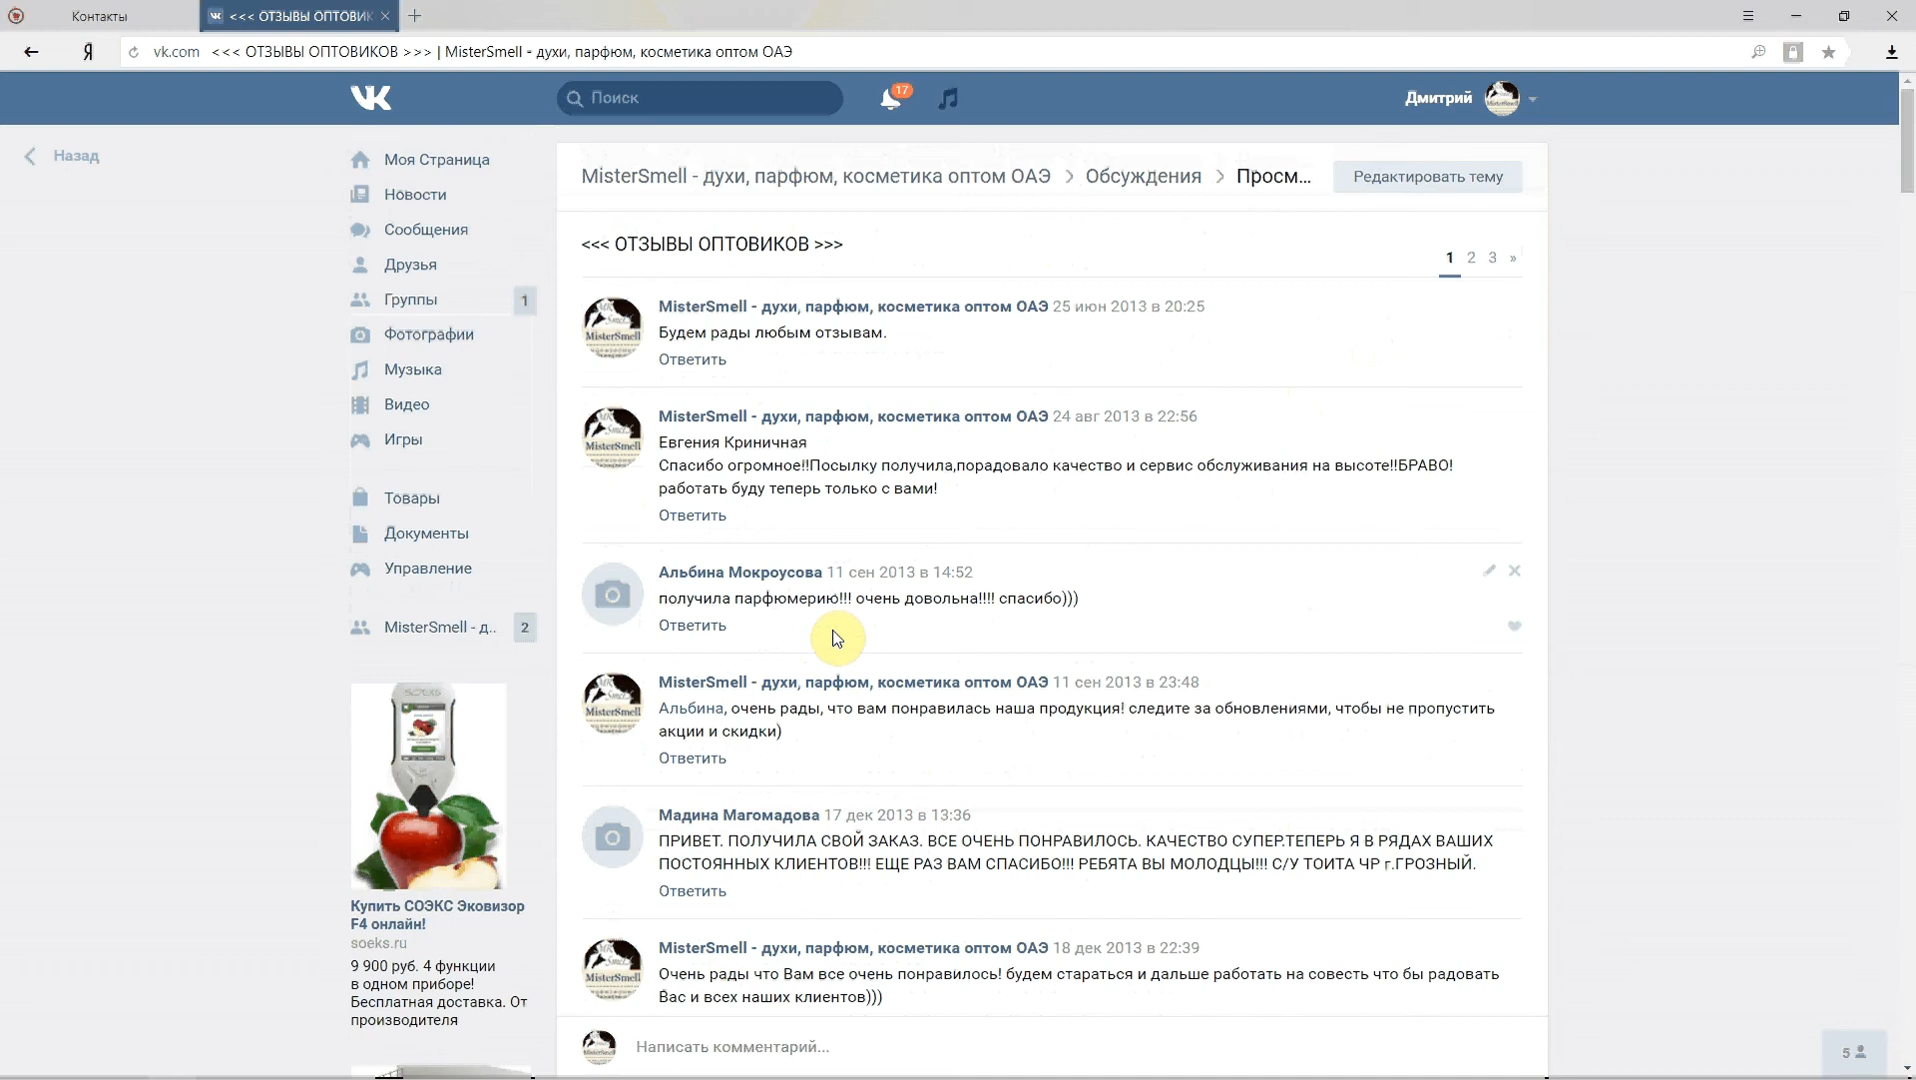 Контакты
<<< ОТЗЫВЫ ОПТОВИК
Я
vk.com <<< ОТЗЫВЫ ОПТОВИКОВ >>> | MisterSmell - духи, парфюм, косметика оптом ОАЭ
Поиск
17
Дмитрий
Назад
Моя Страница
Новости
Сообщения
Друзья
Группы 1
Фотографии
Музыка
Видео
Игры
Товары
Документы
Управление
MisterSmell - д.. 2
Купить СОЭКС Эковизор
F4 онлайн!
soeks.ru
9 900 руб. 4 функции
в одном приборе!
Бесплатная доставка. От
производителя
MisterSmell - духи, парфюм, косметика оптом ОАЭ > Обсуждения > Просм...
Редактировать тему
<<< ОТЗЫВЫ ОПТОВИКОВ >>>
1 2 3 »
MisterSmell - духи, парфюм, косметика оптом ОАЭ 25 июн 2013 в 20:25
Будем рады любым отзывам.
Ответить
MisterSmell - духи, парфюм, косметика оптом ОАЭ 24 авг 2013 в 22:56
Евгения Криничная
Спасибо огромное!!Посылку получила,порадовало качество и сервис обслуживания на высоте!!БРАВО!
работать буду теперь только с вами!
Ответить
Альбина Мокроусова 11 сен 2013 в 14:52
получила парфюмерию!!! очень довольна!!!! спасибо)))
Ответить
MisterSmell - духи, парфюм, косметика оптом ОАЭ 11 сен 2013 в 23:48
Альбина, очень рады, что вам понравилась наша продукция! следите за обновлениями, чтобы не пропустить
акции и скидки)
Ответить
Мадина Магомадова 17 дек 2013 в 13:36
ПРИВЕТ. ПОЛУЧИЛА СВОЙ ЗАКАЗ. ВСЕ ОЧЕНЬ ПОНРАВИЛОСЬ. КАЧЕСТВО СУПЕР.ТЕПЕРЬ Я В РЯДАХ ВАШИХ
ПОСТОЯННЫХ КЛИЕНТОВ!!! ЕЩЕ РАЗ ВАМ СПАСИБО!!! РЕБЯТА ВЫ МОЛОДЦЫ!!! С/У ТОИТА ЧР г.ГРОЗНЫЙ.
Ответить
MisterSmell - духи, парфюм, косметика оптом ОАЭ 18 дек 2013 в 22:39
Очень рады что Вам все очень понравилось! будем стараться и дальше работать на совесть что бы радовать
Вас и всех наших клиентов)))
Написать комментарий...
5